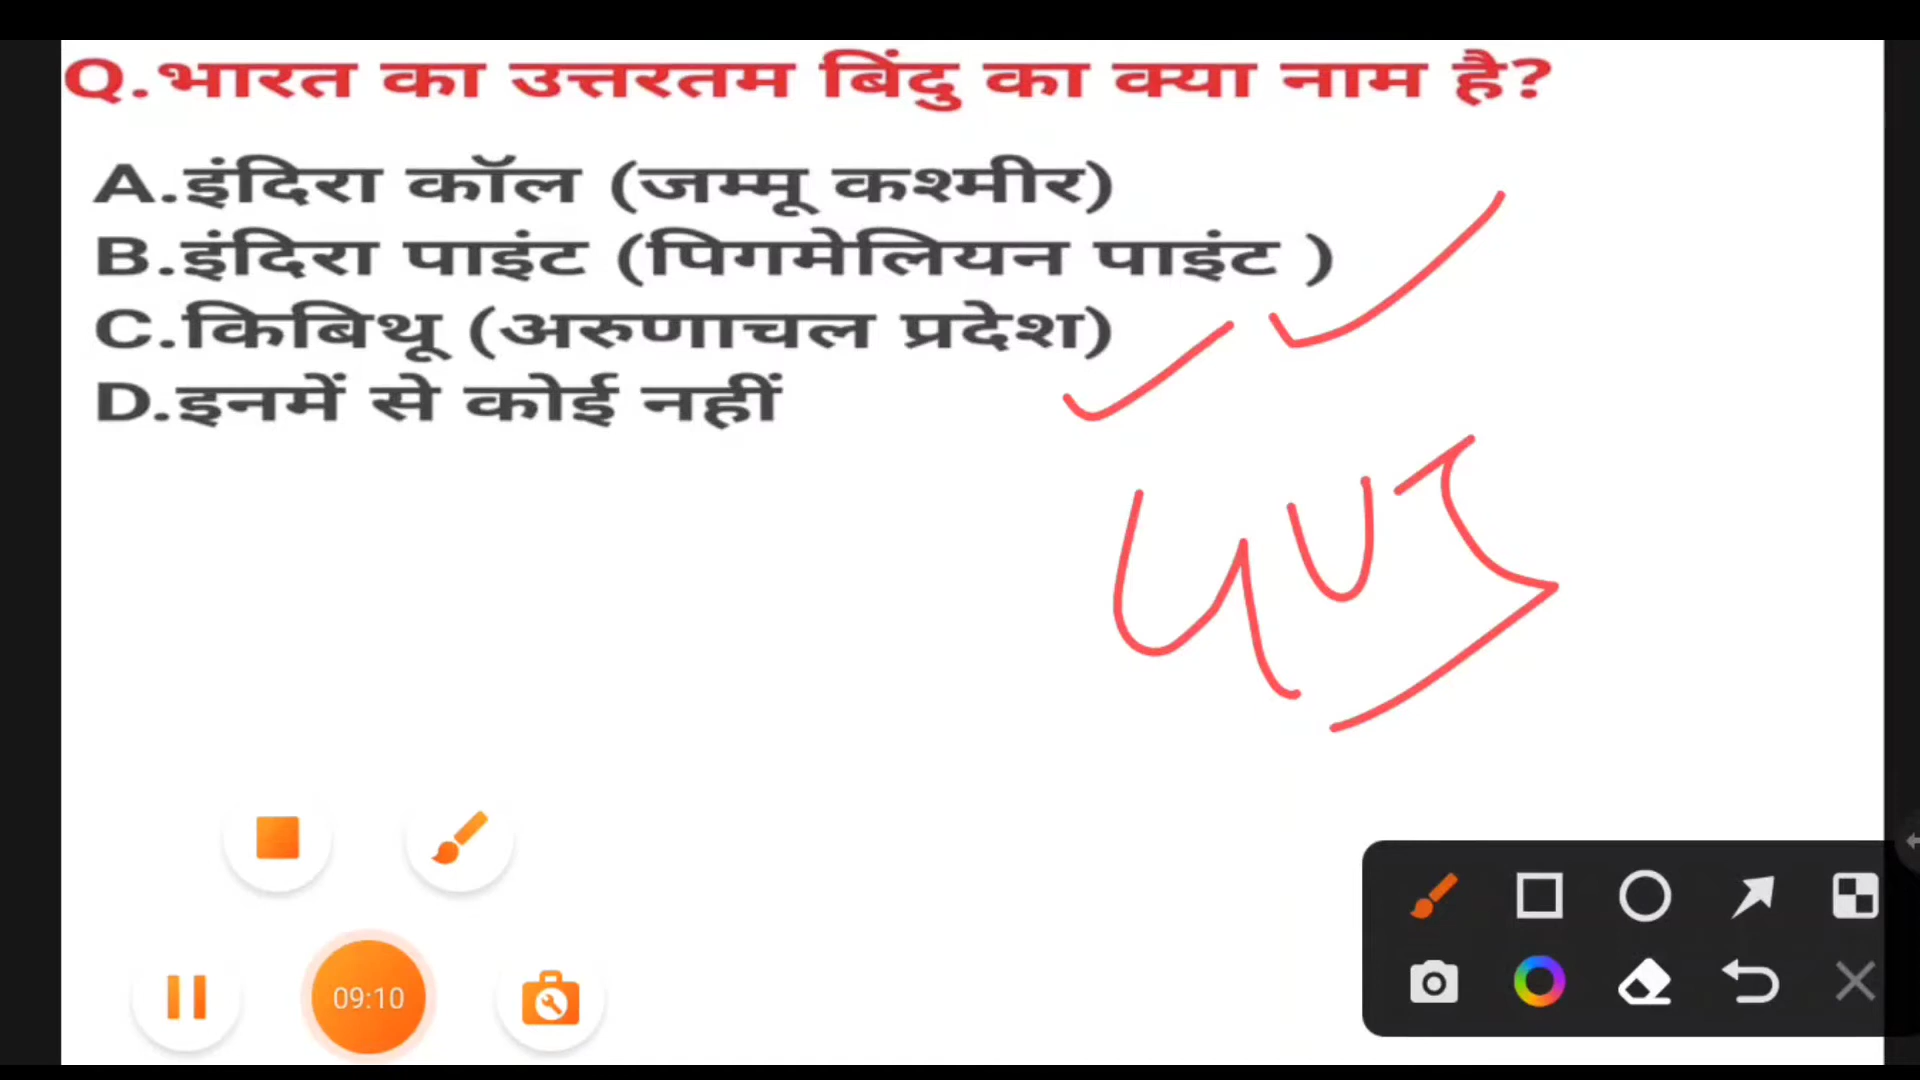 Q.भारत का उत्तरतम बिंदु का क्या नाम है?
A.इंदिरा कॉल (जम्मू कश्मीर)
B.इंदिरा पाइंट (पिगमेलियन पाइंट )
C.किबिथू (अरुणाचल प्रदेश)
D.इनमें से कोई नहीं
09:10